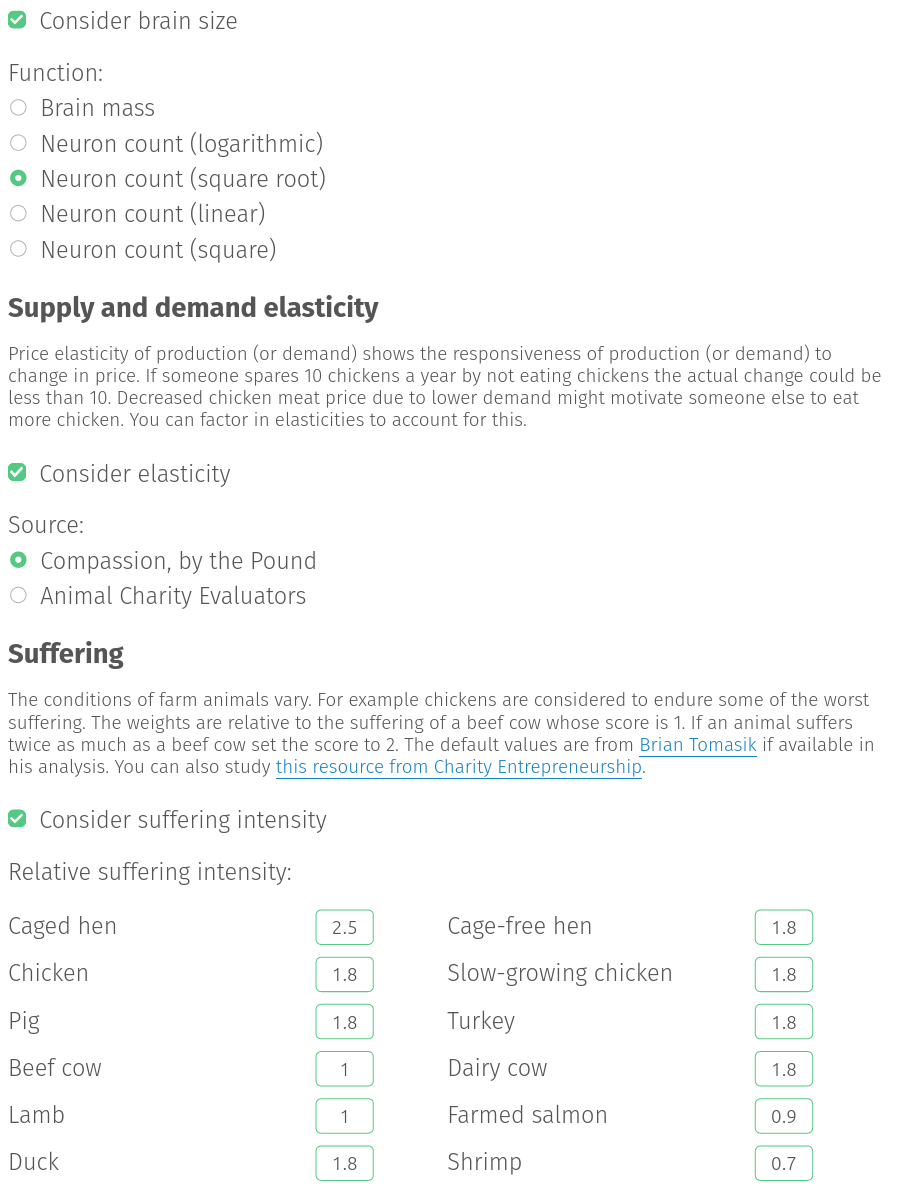 Consider brain size
Function:
Brain mass
Neuron count (logarithmic)
Neuron count (square root)
Neuron count (linear)
Neuron count (square)
Supply and demand elasticity
Price elasticity of production (or demand) shows the responsiveness of production (or demand) to
change in price. If someone spares 10 chickens a year by not eating chickens the actual change could be
less than 10. Decreased chicken meat price due to lower demand might motivate someone else to eat
more chicken. You can factor in elasticities to account for this.
Consider elasticity
Source:
Compassion, by the Pound
Animal Charity Evaluators
Suffering
The conditions of farm animals vary. For example chickens are considered to endure some of the worst
suffering. The weights are relative to the suffering of a beef cow whose score is 1. If an animal suffers
twice as much as a beef cow set the score to 2. The default values are from Brian Tomasik if available in
his analysis. You can also study this resource from Charity Entrepreneurship.
Consider suffering intensity
Relative suffering intensity:
Caged hen 2.5 Cage-free hen 1.8
Chicken 1.8 Slow-growing chicken 1.8
Pig 1.8 Turkey 1.8
Beef cow 1 Dairy cow 1.8
Lamb 1 Farmed salmon 0.9
Duck 1.8 Shrimp 0.7